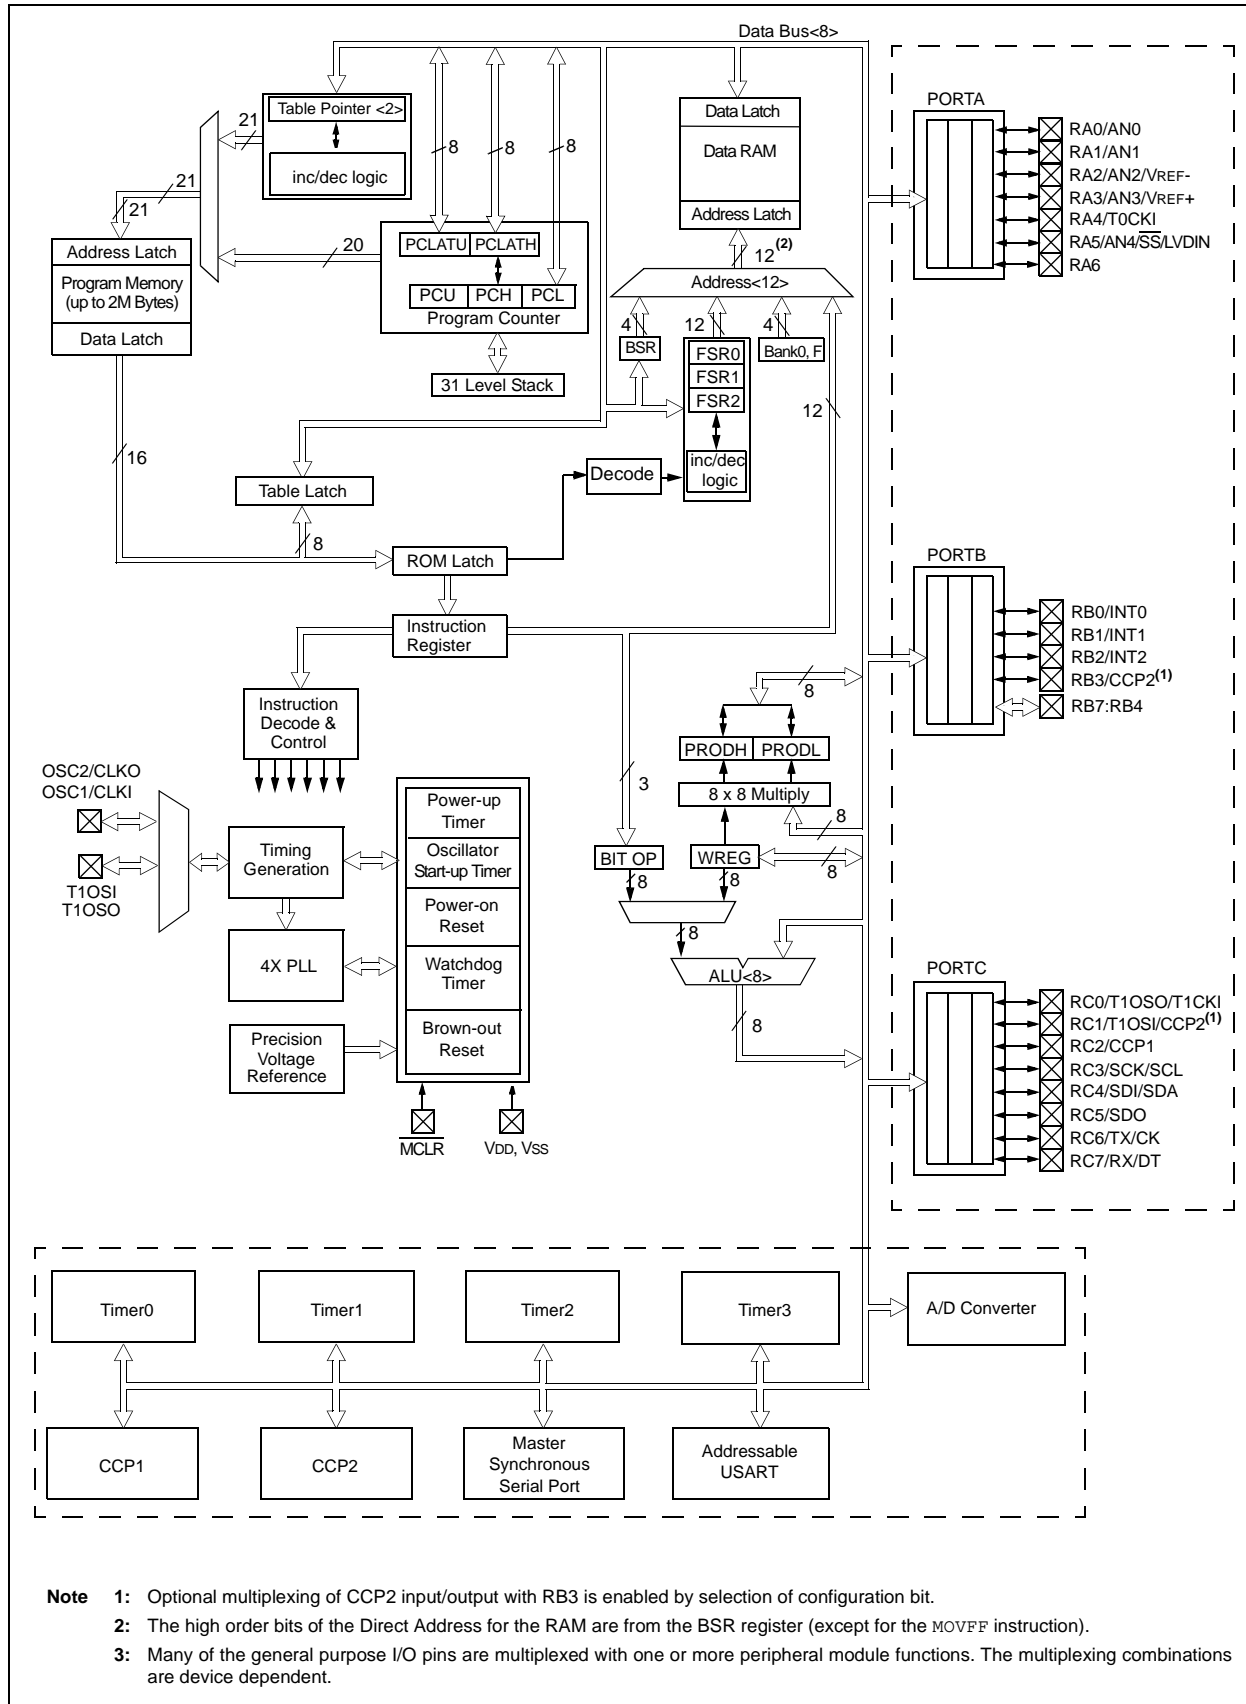 Data Bus<8>
PORTA
Table Pointer <2>
21
inc/dec logic
8
8
8
Data Latch
Data RAM
Address Latch
RA0/AN0
RA1/AN1
RA2/AN2/VREF-
RA3/AN3/VREF+
RA4/T0CKI
RA5/AN4/SS/LVDIN
RA6
21
21
20
Address Latch
Program Memory
(up to 2M Bytes)
Data Latch
PCLATU
PCLATH
PCU
PCH
PCL
Program Counter
31 Level Stack
12(2)
Address<12>
4
12
4
BSR
FSR0
FSR1
FSR2
Bank0, F
inc/dec
logic
12
16
Decode
Table Latch
8
ROM Latch
Instruction
Register
PORTB
RB0/INT0
RB1/INT1
RB2/INT2
RB3/CCP2(1)
RB7:RB4
Instruction
Decode &
Control
8
PRODH
PRODL
8 x 8 Multiply
3
8
BIT OP
WREG
8
8
8
8
ALU<8>
8
OSC2/CLKO
OSC1/CLKI
T1OSI
T1OSO
Timing
Generation
4X PLL
Precision
Voltage
Reference
Power-up
Timer
Oscillator
Start-up Timer
Power-on
Reset
Watchdog
Timer
Brown-out
Reset
MCLR
VDD, VSS
PORTC
RC0/T1OSO/T1CKI
RC1/T1OSI/CCP2(1)
RC2/CCP1
RC3/SCK/SCL
RC4/SDI/SDA
RC5/SDO
RC6/TX/CK
RC7/RX/DT
Timer0
Timer1
Timer2
Timer3
A/D Converter
CCP1
CCP2
Master
Synchronous
Serial Port
Addressable
USART
Note 1: Optional multiplexing of CCP2 input/output with RB3 is enabled by selection of configuration bit.
2: The high order bits of the Direct Address for the RAM are from the BSR register (except for the MOVFF instruction).
3: Many of the general purpose I/O pins are multiplexed with one or more peripheral module functions. The multiplexing combinations
are device dependent.